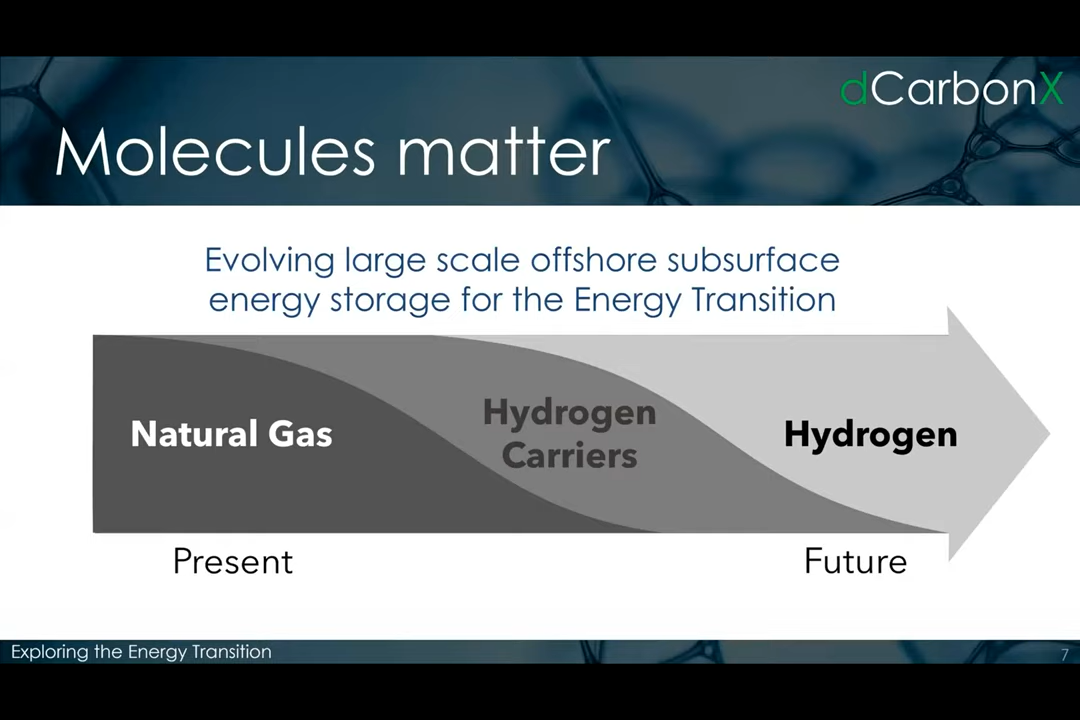 dCarbonX
Molecules matter
Evolving large scale offshore subsurface
energy storage for the Energy Transition
Natural Gas
Hydrogen
Carriers
Hydrogen
Present
Future
Exploring the Energy Transition
7